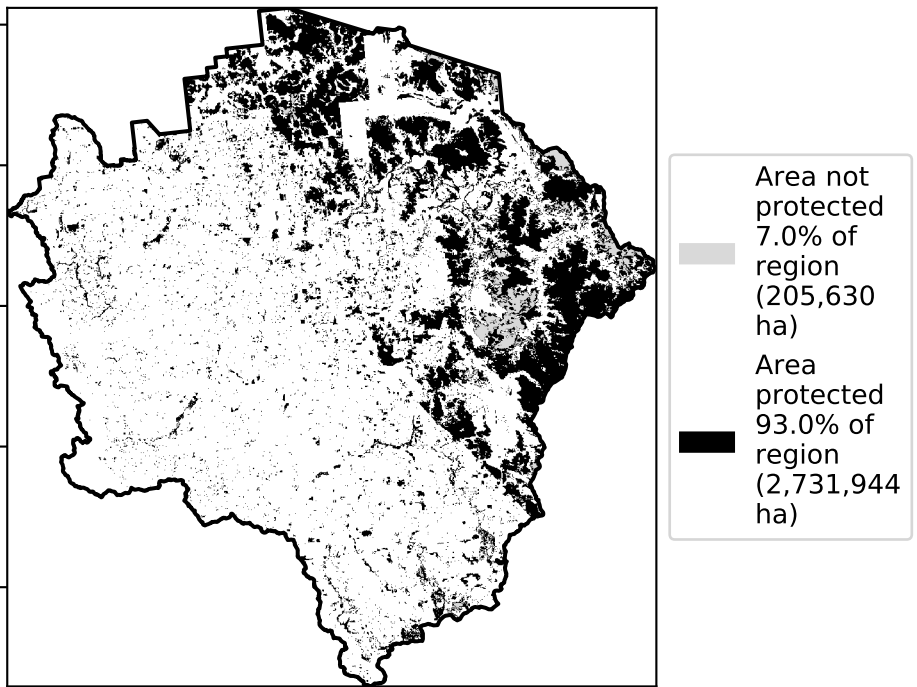 Area not
protected
7.0% of
region
(205,630
ha)
Area
protected
93.0% of
region
(2,731,944
ha)